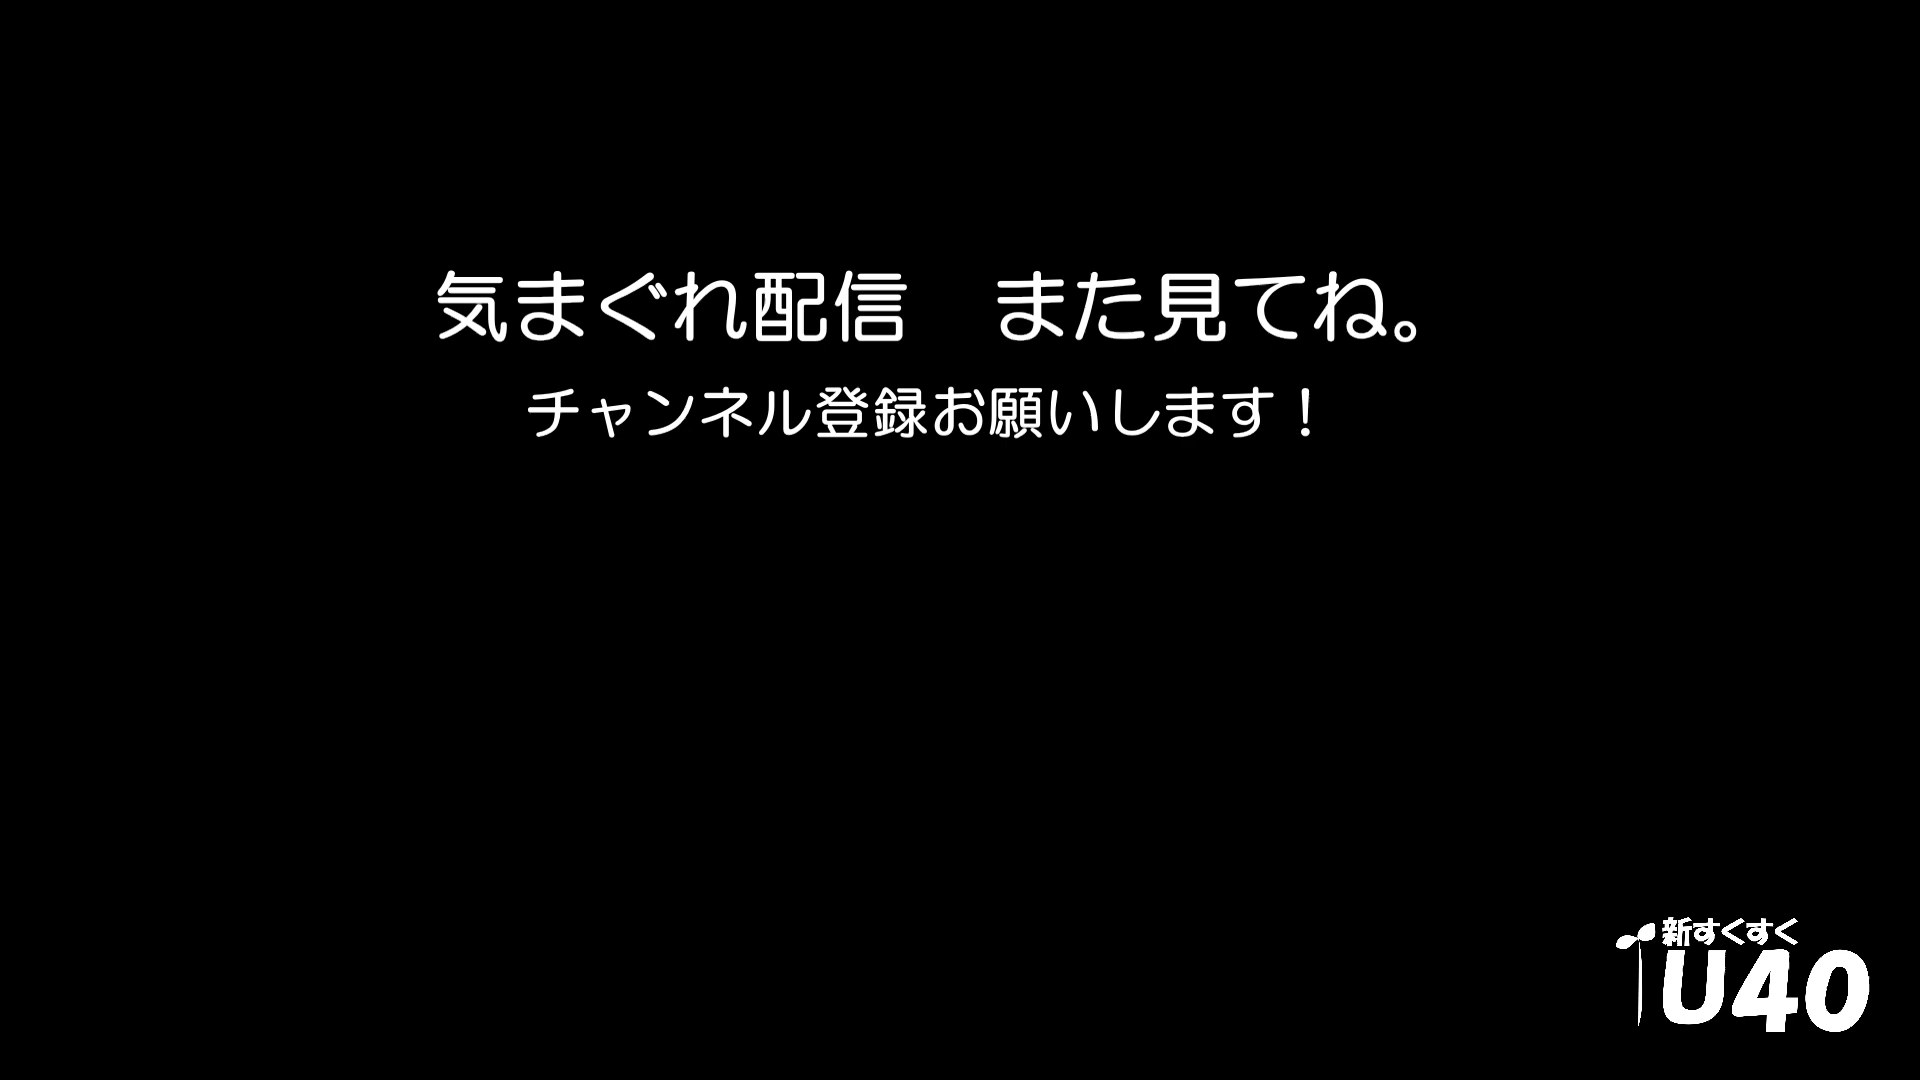 気まぐれ配信　また見てね。
チャンネル登録お願いします！
新すくすく
U40